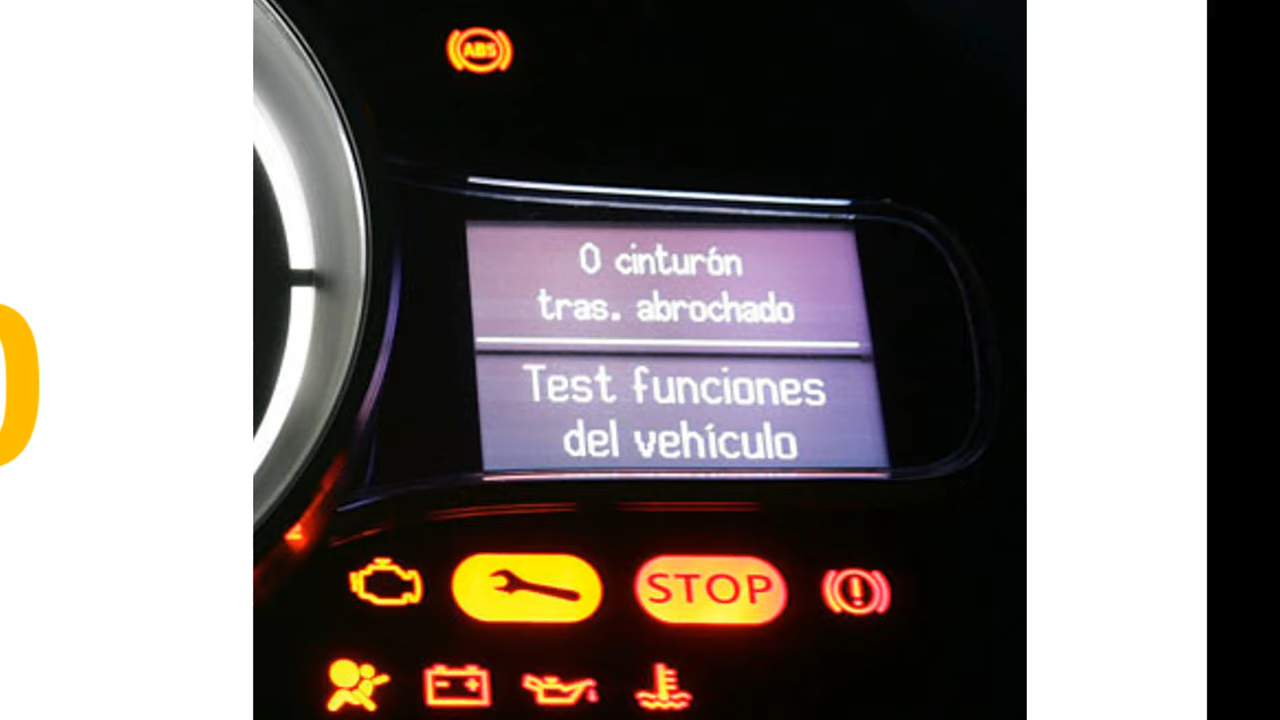 ABS
0 cinturón
tras. abrochado
Test funciones
del vehículo
STOP